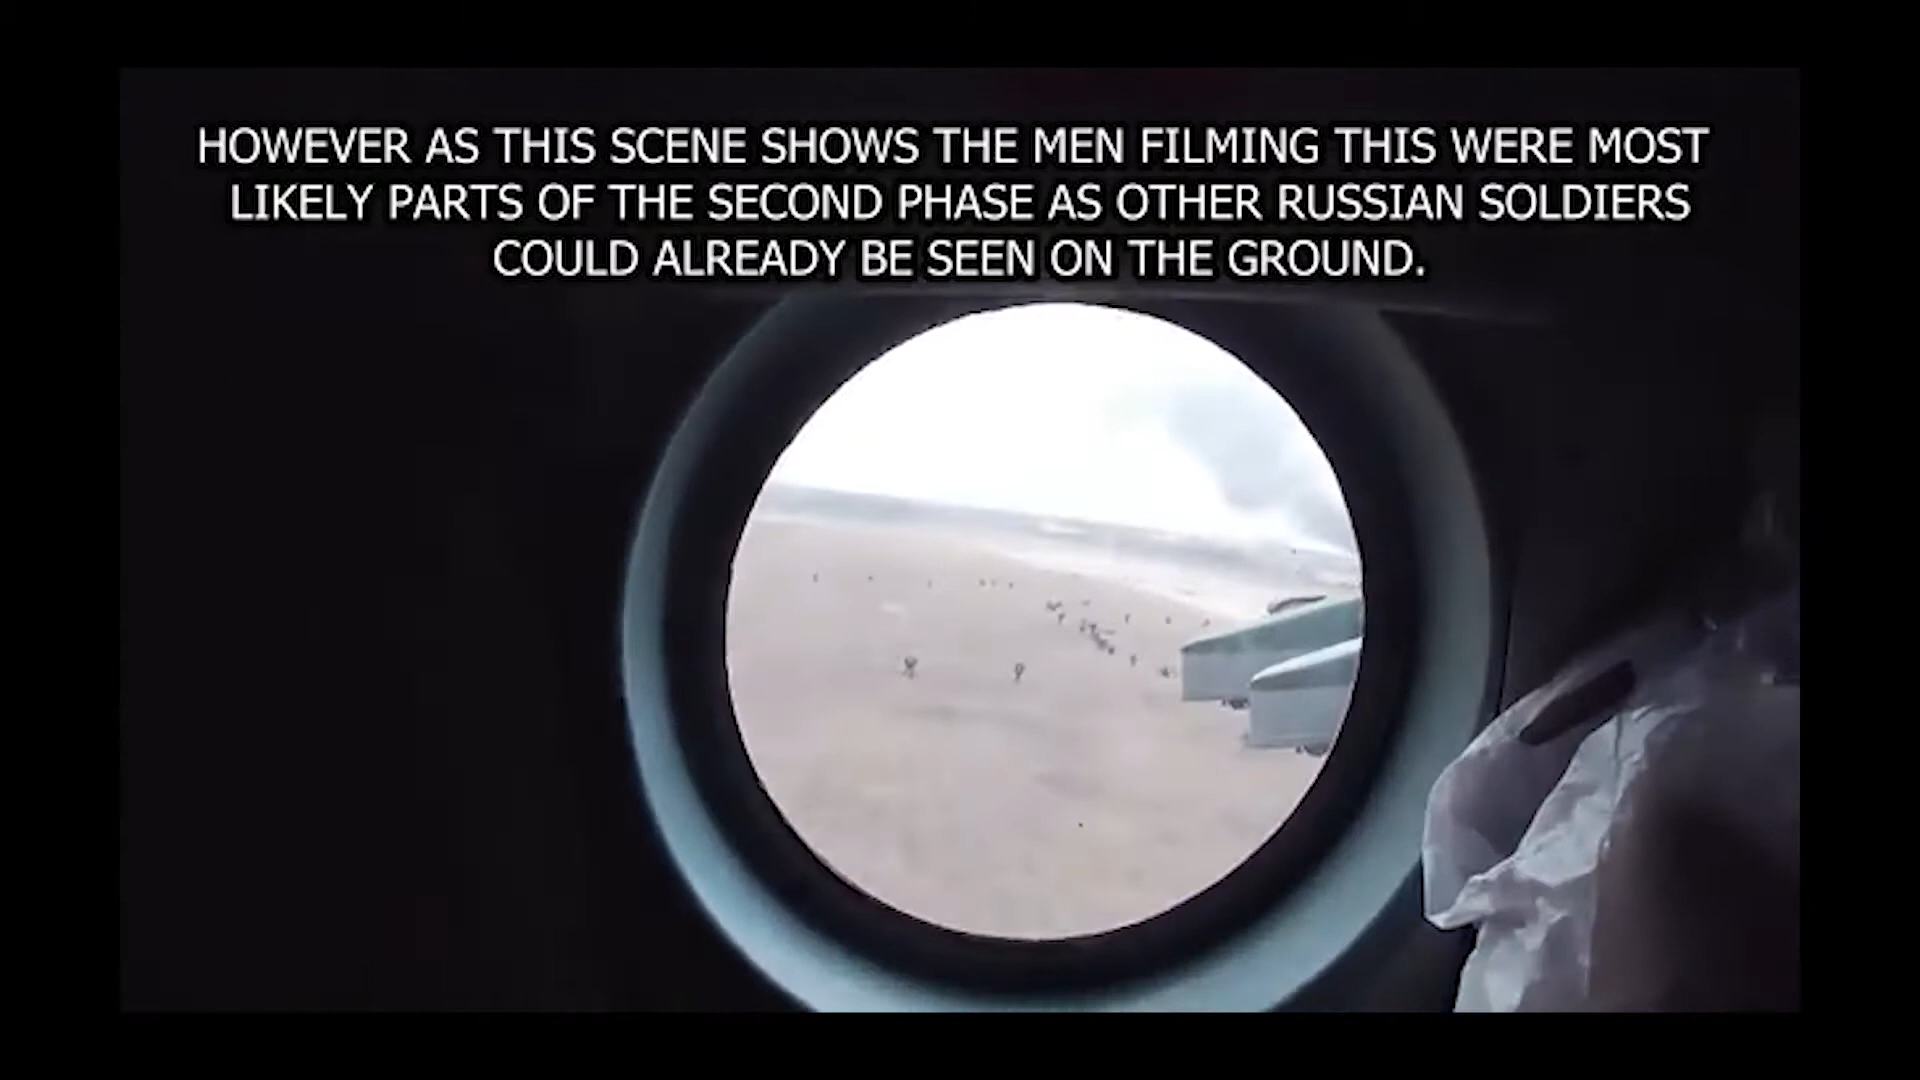 HOWEVER AS THIS SCENE SHOWS THE MEN FILMING THIS WERE MOST
LIKELY PARTS OF THE SECOND PHASE AS OTHER RUSSIAN SOLDIERS
COULD ALREADY BE SEEN ON THE GROUND.